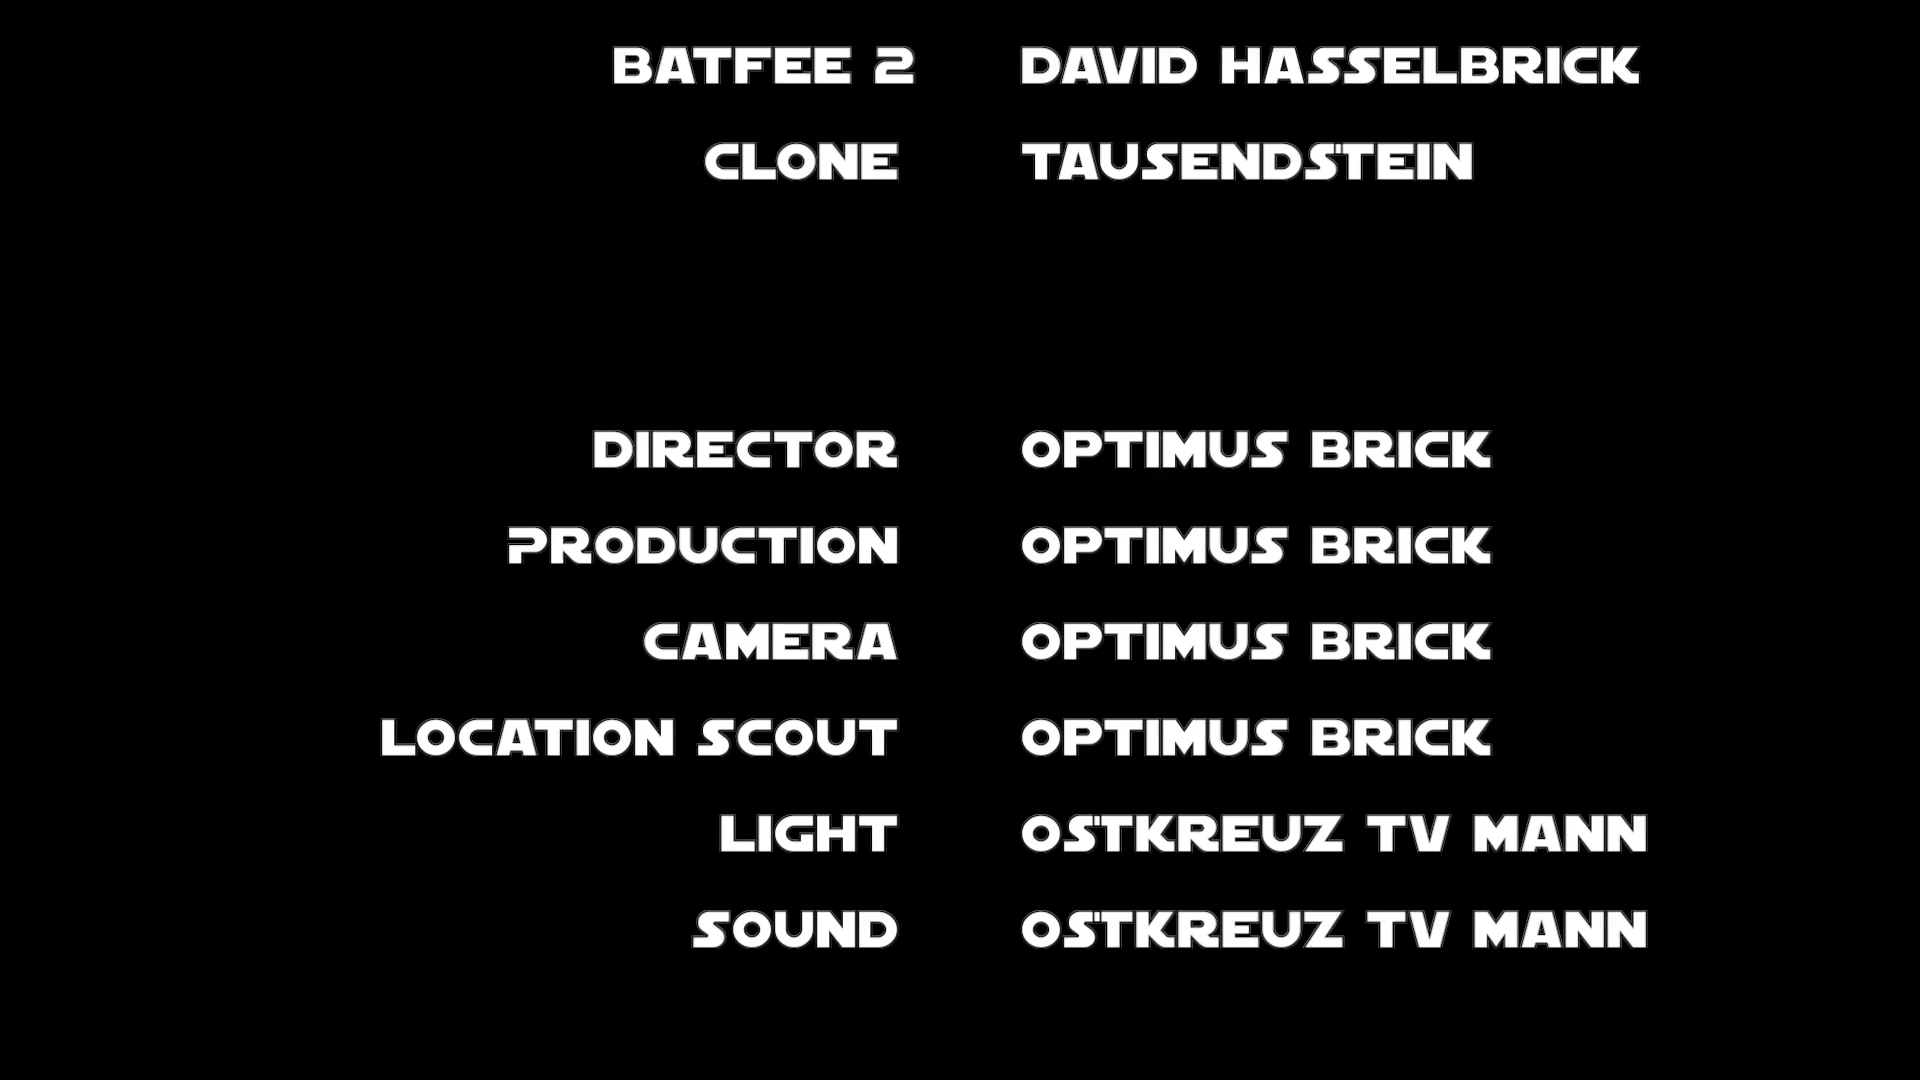 BATFEE 2 DAVID HASSELBRICK
CLONE TAUSENDSTEIN
DIRECTOR OPTIMUS BRICK
PRODUCTION OPTIMUS BRICK
CAMERA OPTIMUS BRICK
LOCATION SCOUT OPTIMUS BRICK
LIGHT OSTKREUZ TV MANN
SOUND OSTKREUZ TV MANN